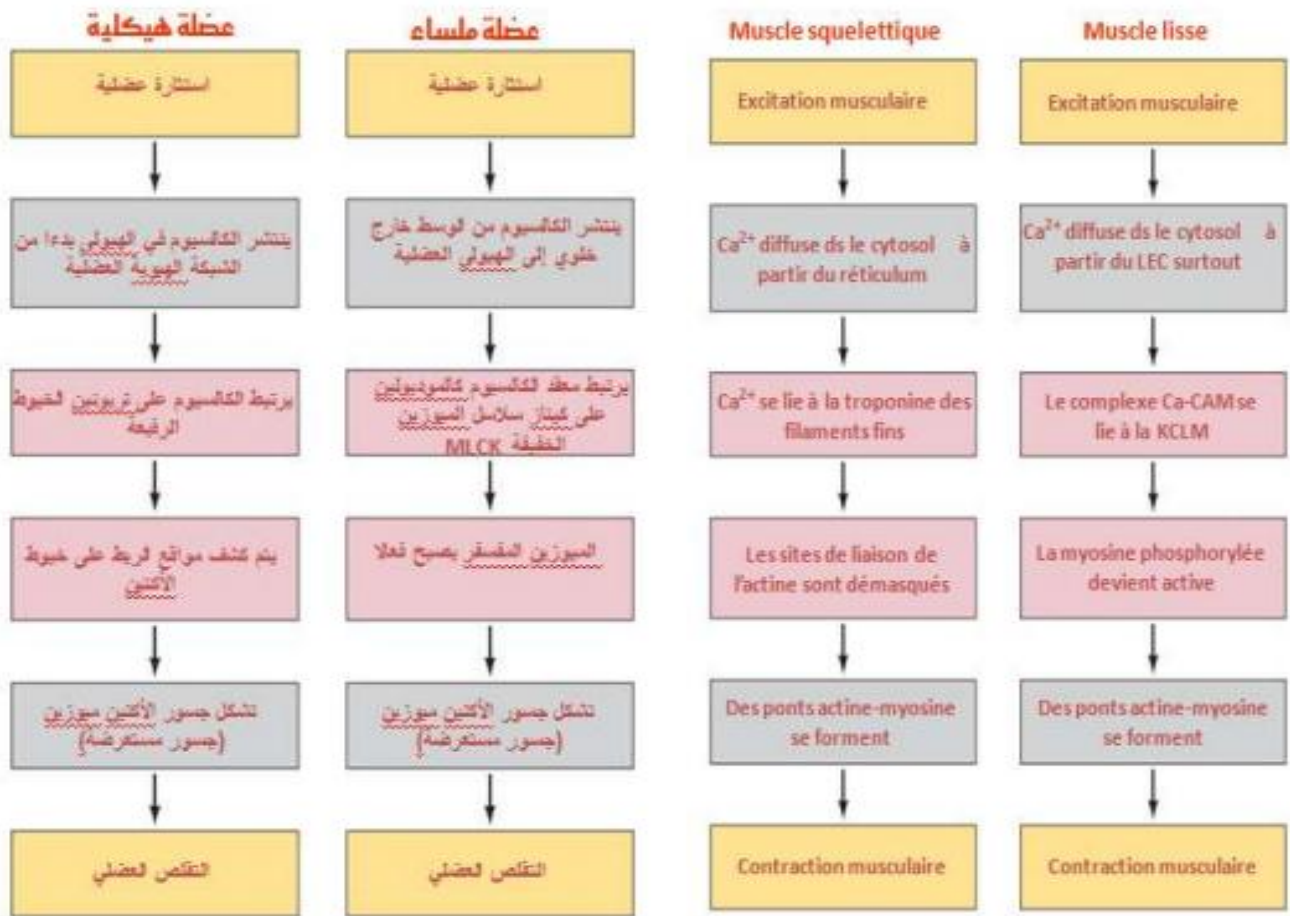 عضلة هيكلية
استثارة عضلية
ينتشر الكالسيوم في الهيولى بدءا من
الشبكة الهيوية العضلية
يرتبط الكالسيوم على تربونين الخيوط
الرقيعة
يتم كشف مواقع الربط على خيوط
الأكتين
تشكل جسور الأكتين ميوزين
(جسور مستعرضة)
التقلص العضلي
عضلة ملساء
استثارة عضلية
ينتشر الكالسيوم من الوسط خارج
خلوي إلى الهيولى العضلية
يرتبط معقد الكالسيوم كالموديولين
على كيناز سلاسل الميوزين
الخفيفة MLCK
الميوزين المفسفر يصبح فعالا
تشكل جسور الأكتين ميوزين
(جسور مستعرضة)
التقلص العضلي
Muscle squelettique
Excitation musculaire
Ca²⁺ diffuse ds le cytosol à
partir du réticulum
Ca²⁺ se lie à la troponine des
filaments fins
Les sites de liaison de
l'actine sont démasqués
Des ponts actine-myosine
se forment
Contraction musculaire
Muscle lisse
Excitation musculaire
Ca²⁺ diffuse ds le cytosol à
partir du LEC surtout
Le complexe Ca-CAM se
lie à la KCLM
La myosine phosphorylée
devient active
Des ponts actine-myosine
se forment
Contraction musculaire